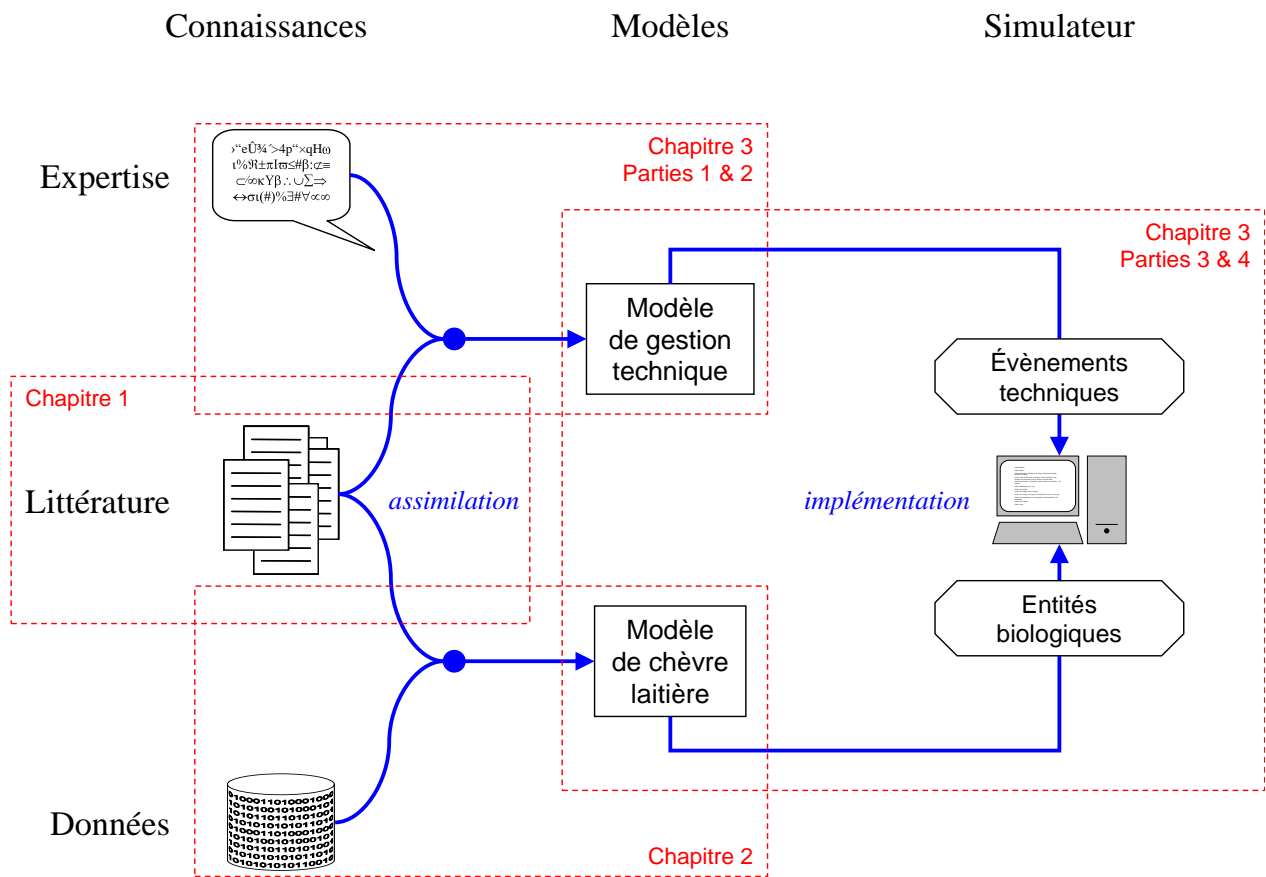 Connaissances
Modèles
Simulateur
Expertise
Chapitre 3
Parties 1 & 2
Chapitre 3
Parties 3 & 4
Modèle
de gestion
technique
Évènements
techniques
Chapitre 1
Littérature
assimilation
implémentation
Modèle
de chèvre
laitière
Entités
biologiques
Données
Chapitre 2